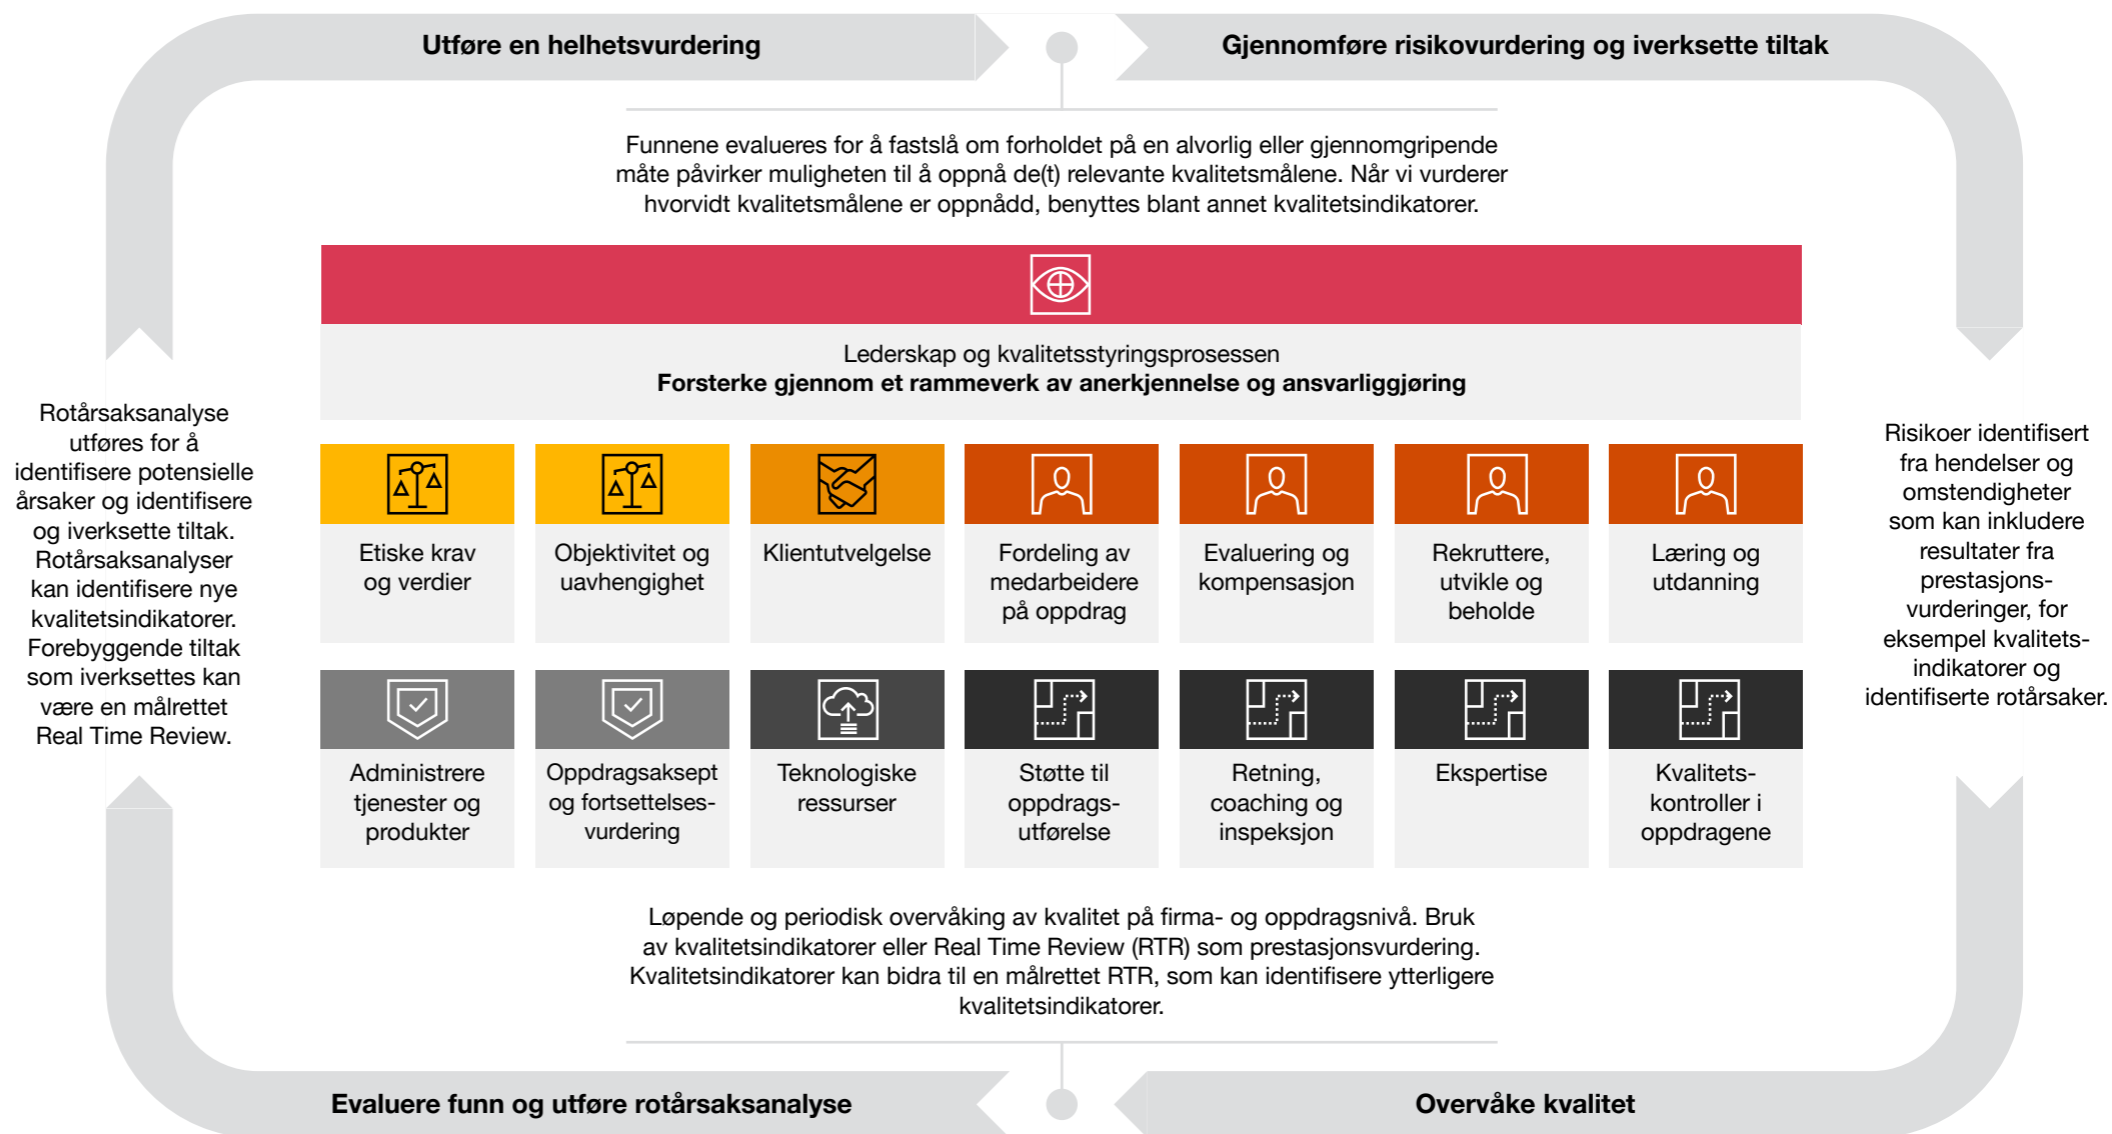 Utføre en helhetsvurdering
Gjennomføre risikovurdering og iverksette tiltak
Funnene evalueres for å fastslå om forholdet på en alvorlig eller gjennomgripende
måte påvirker muligheten til å oppnå de(t) relevante kvalitetsmålene. Når vi vurderer
hvorvidt kvalitetsmålene er oppnådd, benyttes blant annet kvalitetsindikatorer.
Lederskap og kvalitetsstyringsprosessen
Forsterke gjennom et rammeverk av anerkjennelse og ansvarliggjøring
Rotårsaksanalyse
utføres for å
identifisere potensielle
årsaker og identifisere
og iverksette tiltak.
Rotårsaksanalyser
kan identifisere nye
kvalitetsindikatorer.
Forebyggende tiltak
som iverksettes kan
være en målrettet
Real Time Review.
Etiske krav
og verdier
Objektivitet og
uavhengighet
Klientutvelgelse
Fordeling av
medarbeidere
på oppdrag
Evaluering og
kompensasjon
Rekruttere,
utvikle og
beholde
Læring og
utdanning
Administrere
tjenester og
produkter
Oppdragsaksept
og fortsettelses-
vurdering
Teknologiske
ressurser
Støtte til
oppdrags-
utførelse
Retning,
coaching og
inspeksjon
Ekspertise
Kvalitets-
kontroller i
oppdragene
Risikoer identifisert
fra hendelser og
omstendigheter
som kan inkludere
resultater fra
prestasjons-
vurderinger, for
eksempel kvalitets-
indikatorer og
identifiserte rotårsaker.
Løpende og periodisk overvåking av kvalitet på firma- og oppdragsnivå. Bruk
av kvalitetsindikatorer eller Real Time Review (RTR) som prestasjonsvurdering.
Kvalitetsindikatorer kan bidra til en målrettet RTR, som kan identifisere ytterligere
kvalitetsindikatorer.
Evaluere funn og utføre rotårsaksanalyse
Overvåke kvalitet